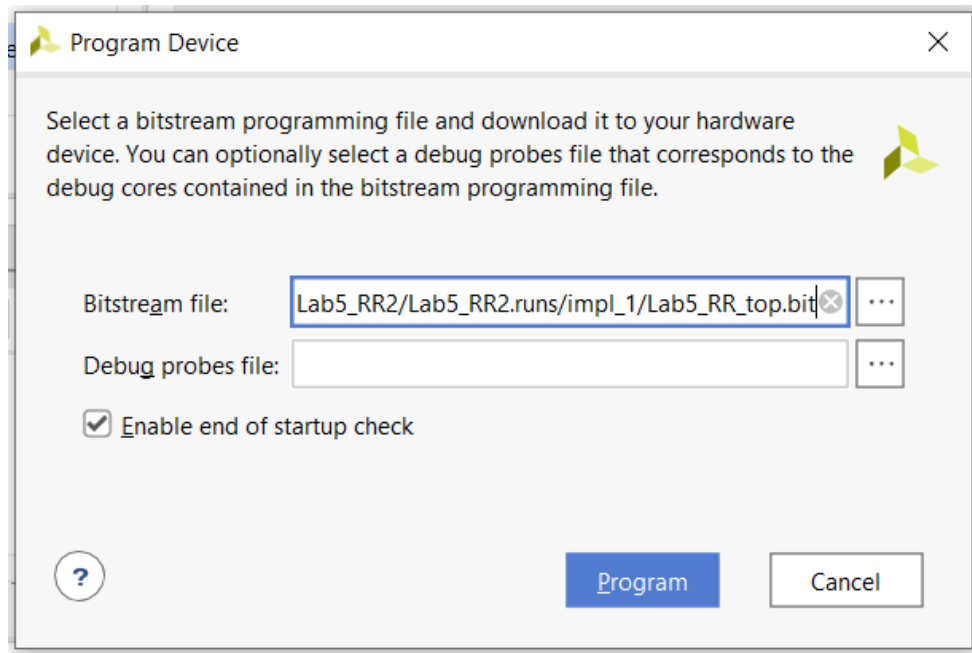 Program Device
Select a bitstream programming file and download it to your hardware
device. You can optionally select a debug probes file that corresponds to the
debug cores contained in the bitstream programming file.
Bitstream file: Lab5_RR2/Lab5_RR2.runs/impl_1/Lab5_RR_top.bit ...
Debug probes file: ...
Enable end of startup check
? Program Cancel